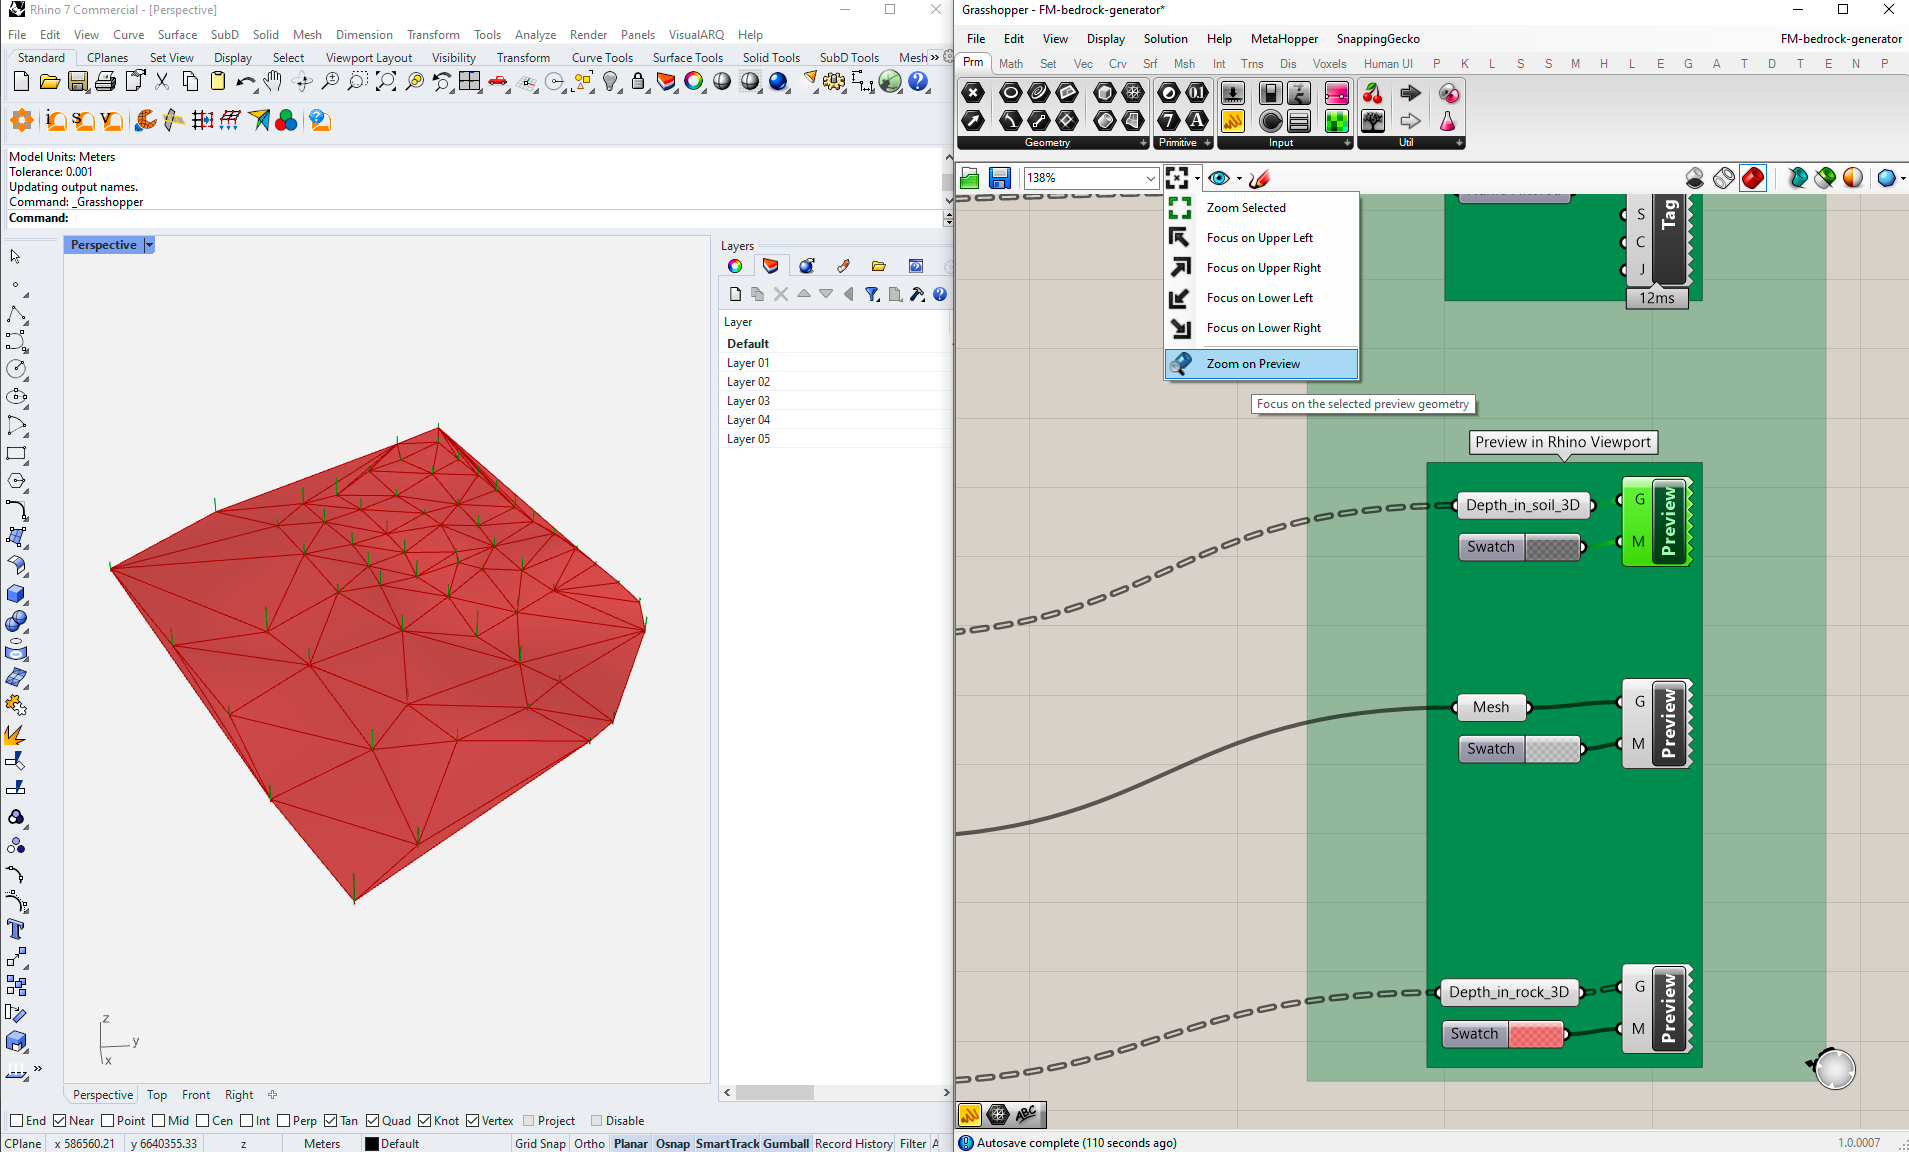 Rhino 7 Commercial - [Perspective]
File Edit View Curve Surface SubD Solid Mesh Dimension Transform Tools Analyze Render Panels VisualARQ Help
Standard CPlanes Set View Display Select Viewport Layout Visibility Transform Curve Tools Surface Tools Solid Tools SubD Tools Mesh »
Model Units: Meters
Tolerance: 0.001
Updating output names.
Command: _Grasshopper
Command:
Perspective
Layers
Layer
Default
Layer 01
Layer 02
Layer 03
Layer 04
Layer 05
z
y
x
Perspective Top Front Right
End Near Point Mid Cen Int Perp Tan Quad Knot Vertex Project Disable
CPlane x 586560.21 y 6640355.33 z Meters Default Grid Snap Ortho Planar Osnap SmartTrack Gumball Record History Filter A
Grasshopper - FM-bedrock-generator*
File Edit View Display Solution Help MetaHopper SnappingGecko FM-bedrock-generator
Prm Math Set Vec Crv Srf Msh Int Trns Dis Voxels Human UI P K L S S M H L E G A T D T E N P
Geometry Primitive Input Util
138%
Zoom Selected
Focus on Upper Left
Focus on Upper Right
Focus on Lower Left
Focus on Lower Right
Zoom on Preview
Focus on the selected preview geometry
S
C
J
Tag
12ms
Preview in Rhino Viewport
Depth_in_soil_3D
Swatch
G
M
Preview
Mesh
Swatch
G
M
Preview
Depth_in_rock_3D
Swatch
G
M
Preview
ABC
Autosave complete (110 seconds ago)
1.0.0007